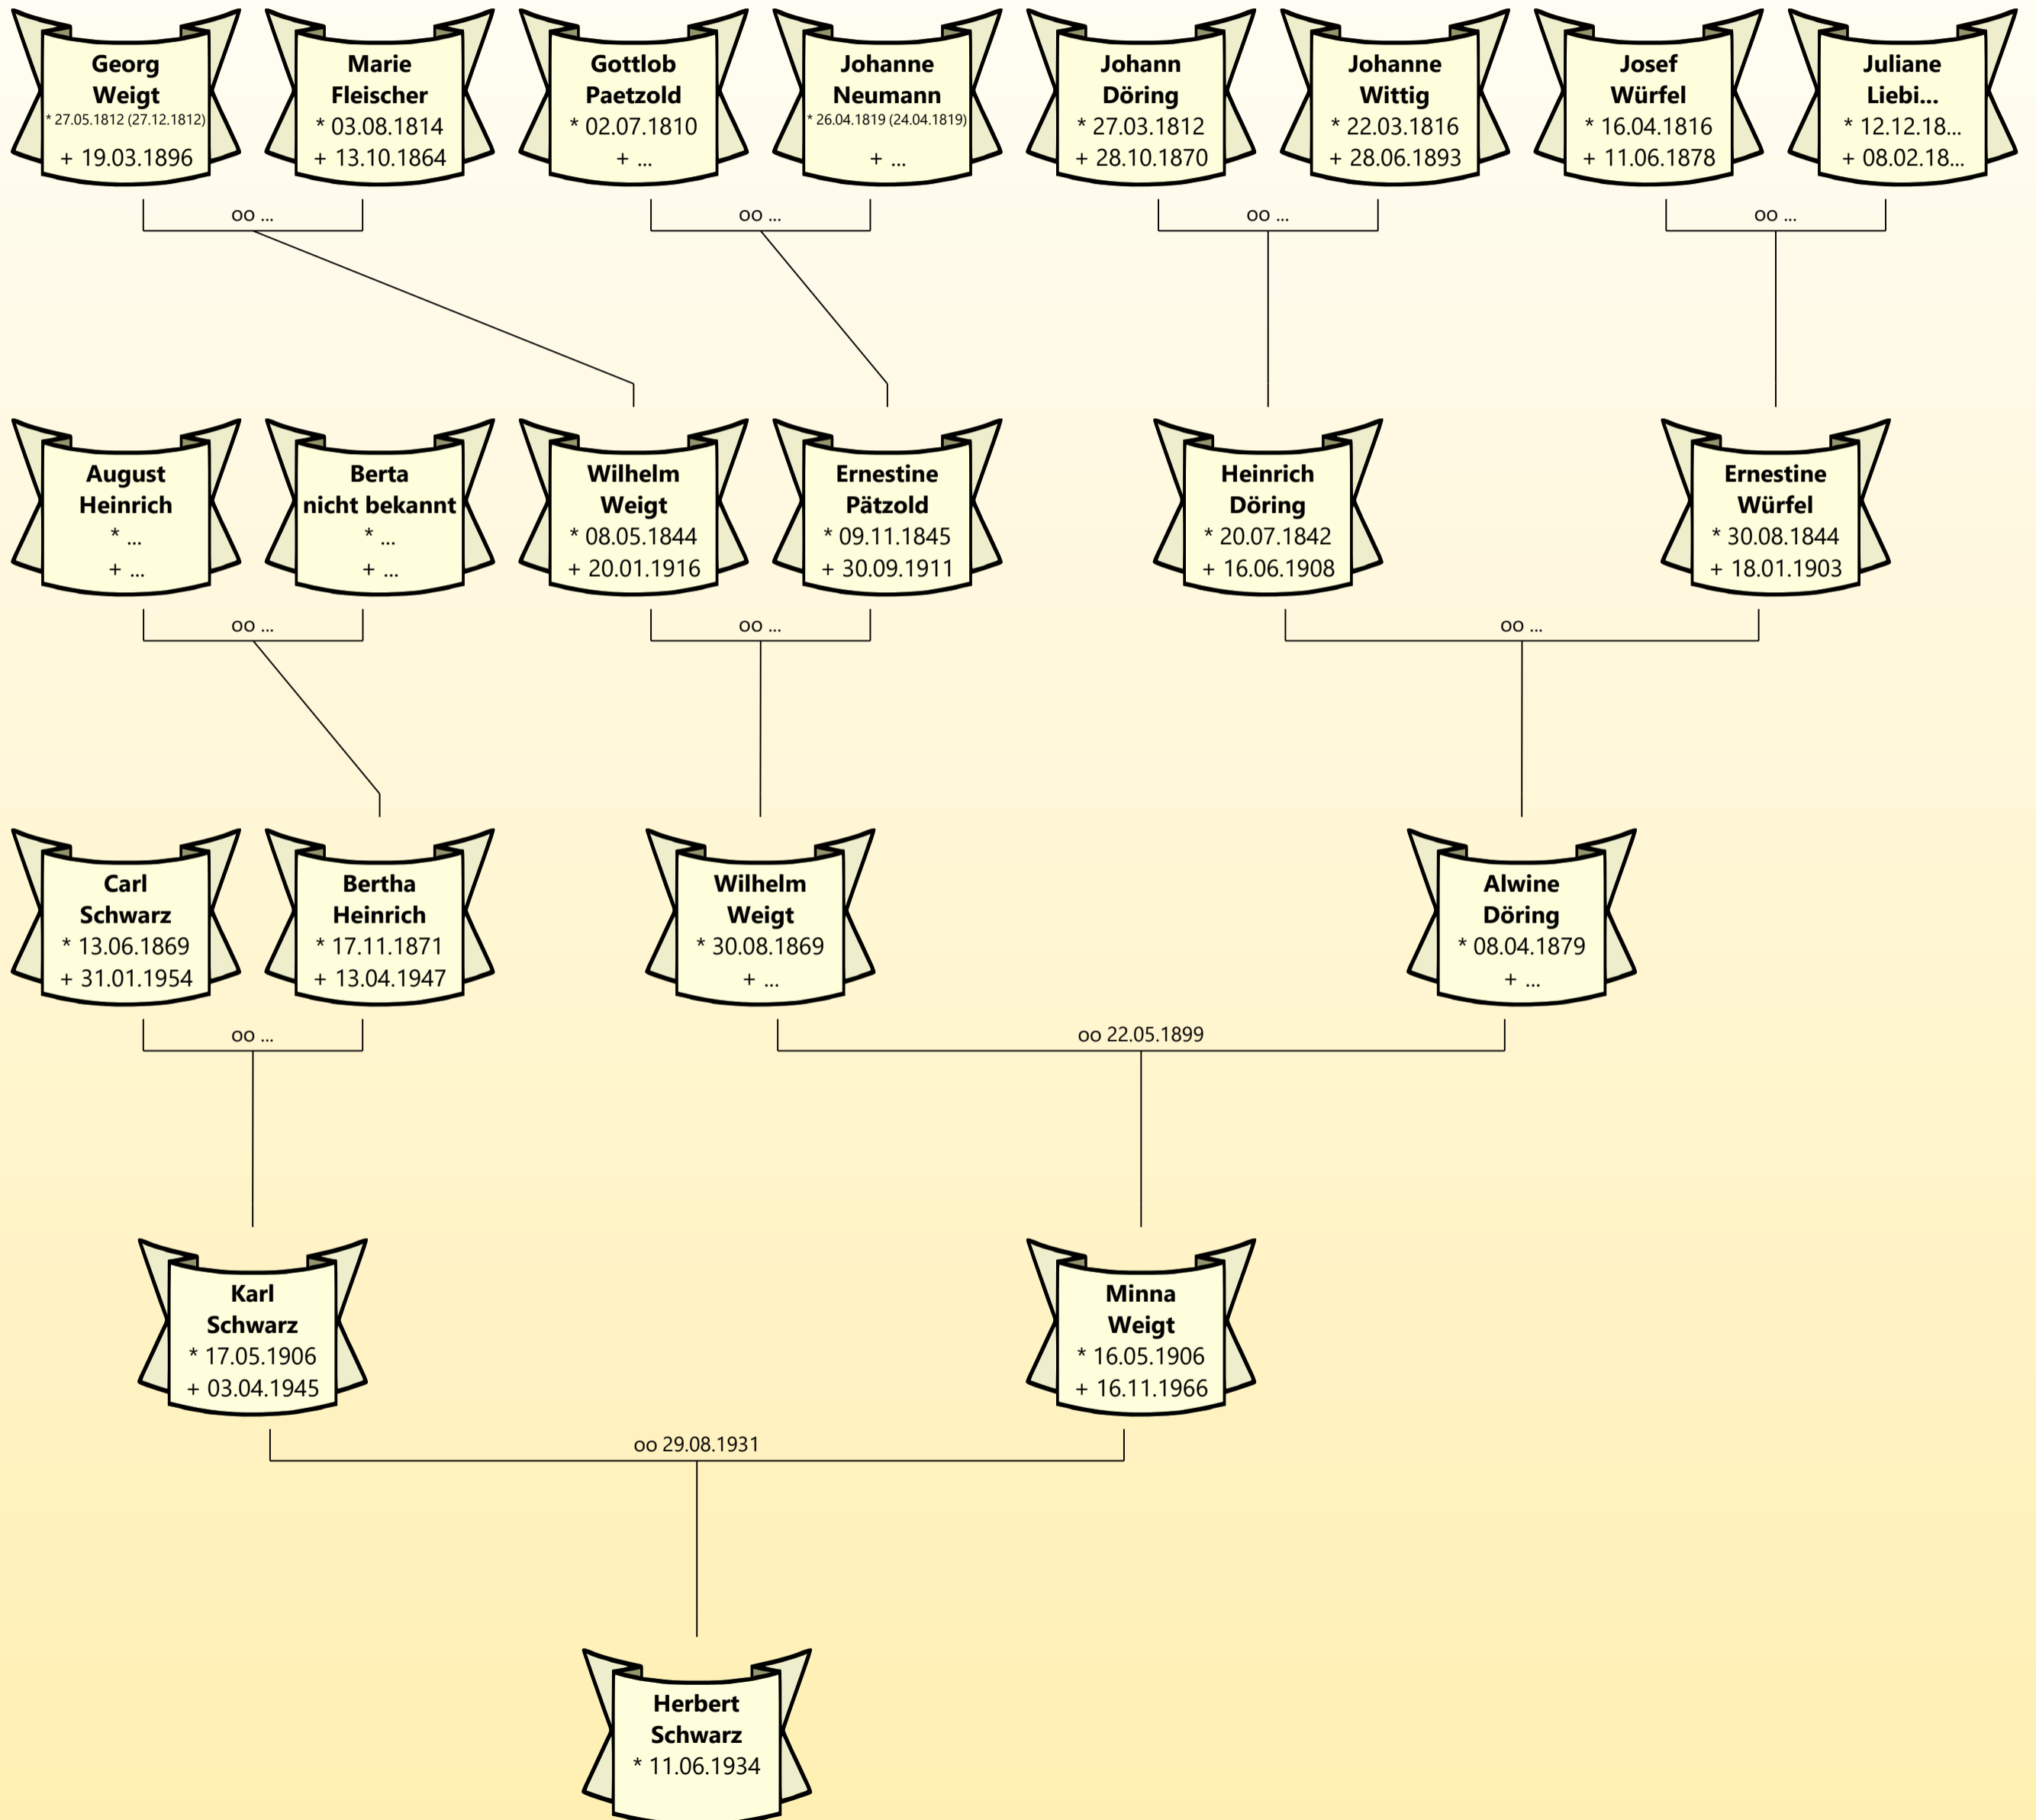 Georg
Weigt
* 27.05.1812 (27.12.1812)
+ 19.03.1896
Marie
Fleischer
* 03.08.1814
+ 13.10.1864
Gottlob
Paetzold
* 02.07.1810
+ ...
Johanne
Neumann
* 26.04.1819 (24.04.1819)
+ ...
Johann
Döring
* 27.03.1812
+ 28.10.1870
Johanne
Wittig
* 22.03.1816
+ 28.06.1893
Josef
Würfel
* 16.04.1816
+ 11.06.1878
Juliane
Liebi...
* 12.12.18...
+ 08.02.18...
oo ...
oo ...
oo ...
oo ...
August
Heinrich
* ...
+ ...
Berta
nicht bekannt
* ...
+ ...
Wilhelm
Weigt
* 08.05.1844
+ 20.01.1916
Ernestine
Pätzold
* 09.11.1845
+ 30.09.1911
Heinrich
Döring
* 20.07.1842
+ 16.06.1908
Ernestine
Würfel
* 30.08.1844
+ 18.01.1903
oo ...
oo ...
oo ...
Carl
Schwarz
* 13.06.1869
+ 31.01.1954
Bertha
Heinrich
* 17.11.1871
+ 13.04.1947
Wilhelm
Weigt
* 30.08.1869
+ ...
Alwine
Döring
* 08.04.1879
+ ...
oo ...
oo 22.05.1899
Karl
Schwarz
* 17.05.1906
+ 03.04.1945
Minna
Weigt
* 16.05.1906
+ 16.11.1966
oo 29.08.1931
Herbert
Schwarz
* 11.06.1934